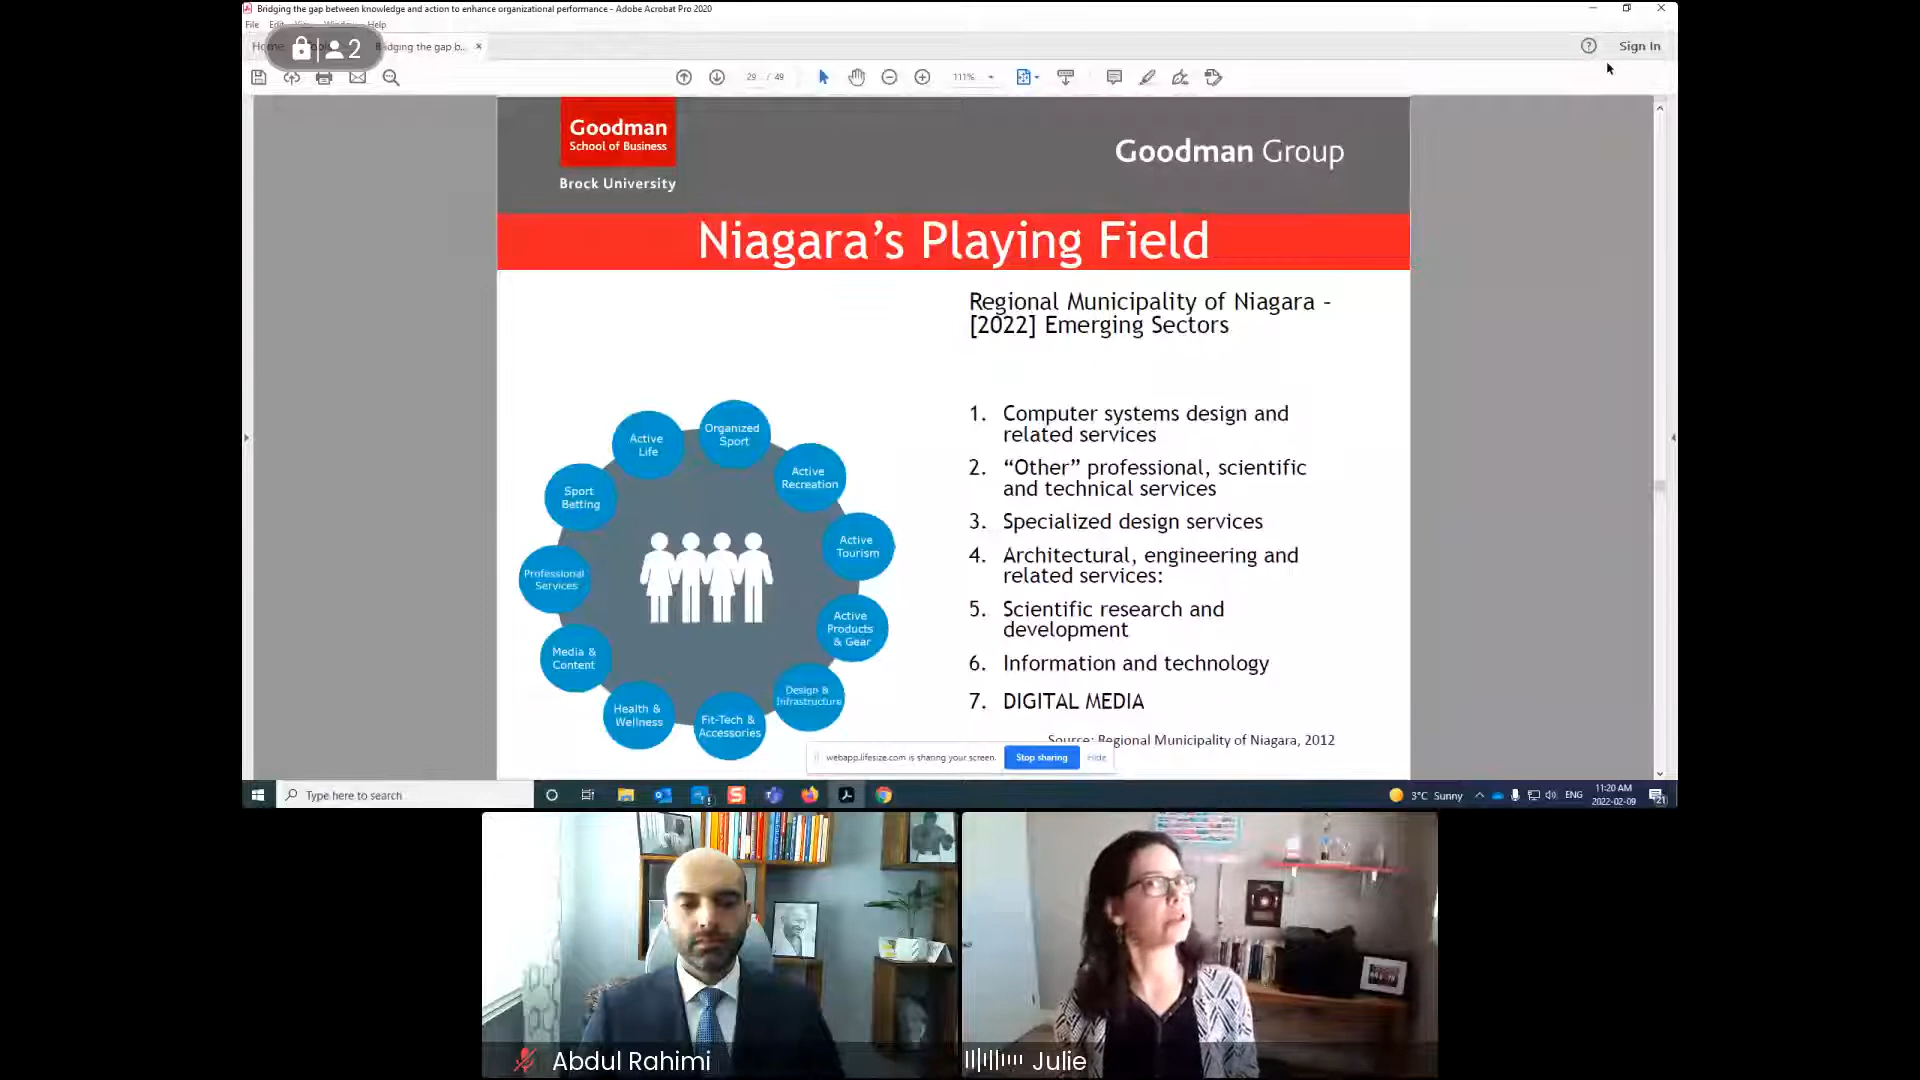 Bridging the gap between knowledge and action to enhance organizational performance - Adobe Acrobat Pro 2020
File Edit View Window Help
2
Bridging the gap b...
Sign In
29 / 49
111%
Goodman
School of Business
Brock University
Goodman Group
Niagara's Playing Field
Regional Municipality of Niagara -
[2022] Emerging Sectors
1. Computer systems design and
related services
2. “Other” professional, scientific
and technical services
3. Specialized design services
4. Architectural, engineering and
related services:
5. Scientific research and
development
6. Information and technology
7. DIGITAL MEDIA
Source: Regional Municipality of Niagara, 2012
Organized
Sport
Active
Recreation
Active
Tourism
Active
Products
& Gear
Design &
Infrastructure
Fit-Tech &
Accessories
Health &
Wellness
Media &
Content
Professional
Services
Sport
Betting
Active
Life
webapp.lifesize.com is sharing your screen.
Stop sharing
Hide
Type here to search
3°C Sunny
ENG
11:20 AM
2022-02-09
21
Abdul Rahimi
Julie